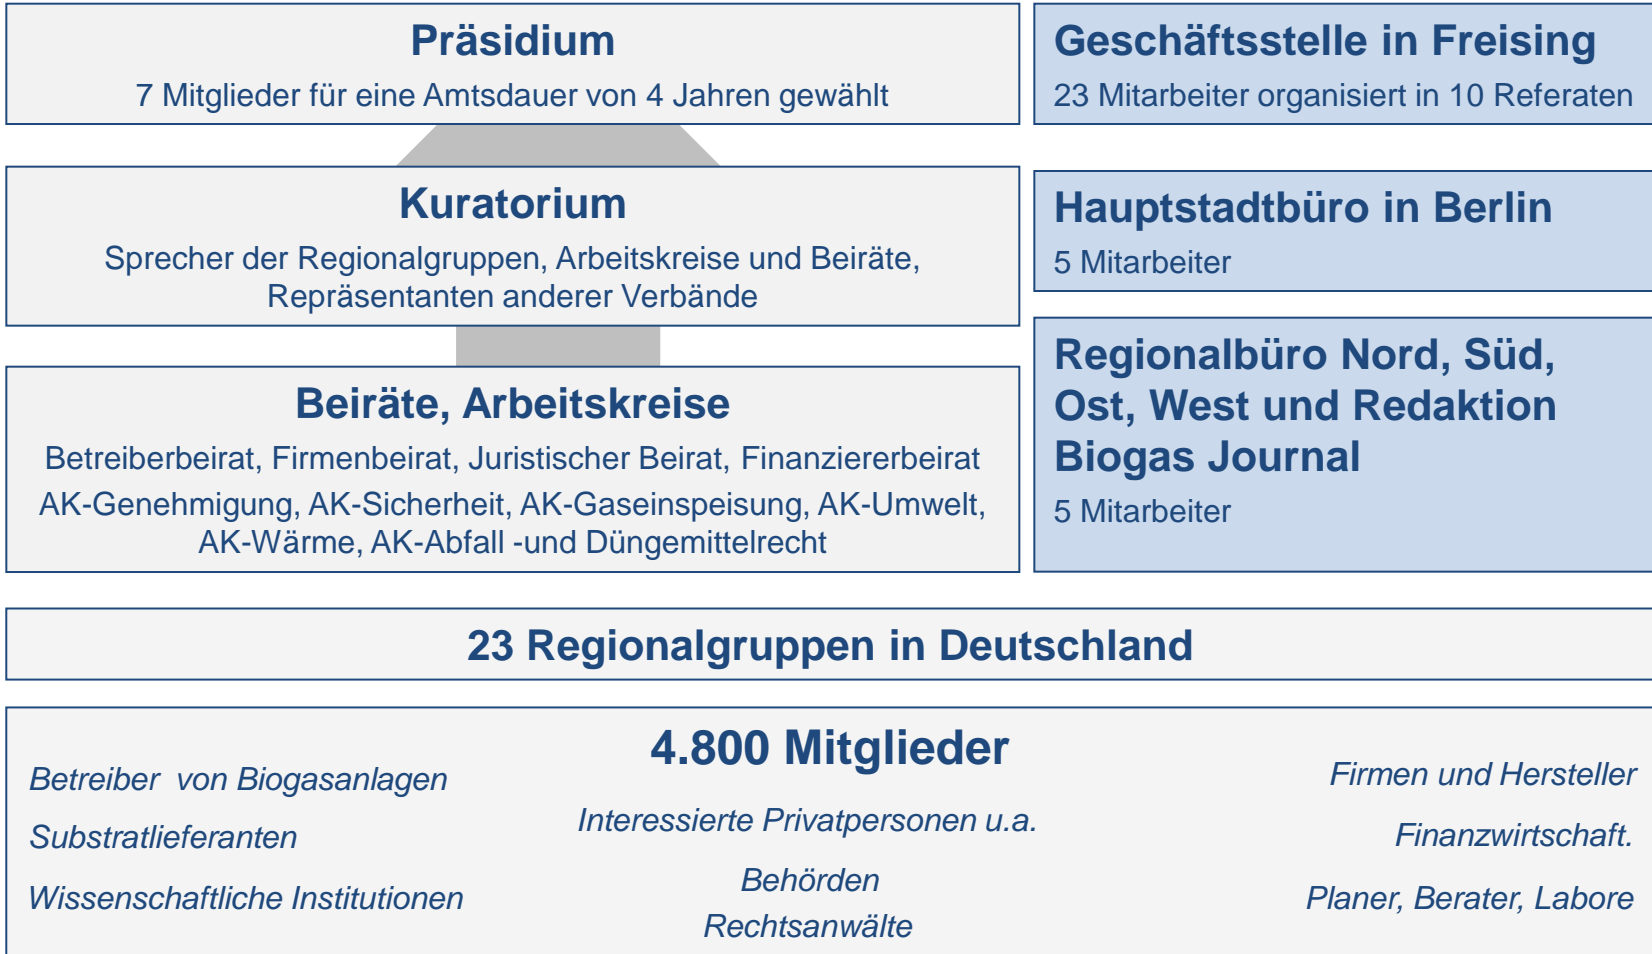 Präsidium
7 Mitglieder für eine Amtsdauer von 4 Jahren gewählt
Kuratorium
Sprecher der Regionalgruppen, Arbeitskreise und Beiräte,
Repräsentanten anderer Verbände
Beiräte, Arbeitskreise
Betreiberbeirat, Firmenbeirat, Juristischer Beirat, Finanziererbeirat
AK-Genehmigung, AK-Sicherheit, AK-Gaseinspeisung, AK-Umwelt,
AK-Wärme, AK-Abfall -und Düngemittelrecht
Geschäftsstelle in Freising
23 Mitarbeiter organisiert in 10 Referaten
Hauptstadtbüro in Berlin
5 Mitarbeiter
Regionalbüro Nord, Süd,
Ost, West und Redaktion
Biogas Journal
5 Mitarbeiter
23 Regionalgruppen in Deutschland
4.800 Mitglieder
Betreiber  von Biogasanlagen
Substratlieferanten
Wissenschaftliche Institutionen
Interessierte Privatpersonen u.a.
Behörden
Rechtsanwälte
Firmen und Hersteller
Finanzwirtschaft.
Planer, Berater, Labore